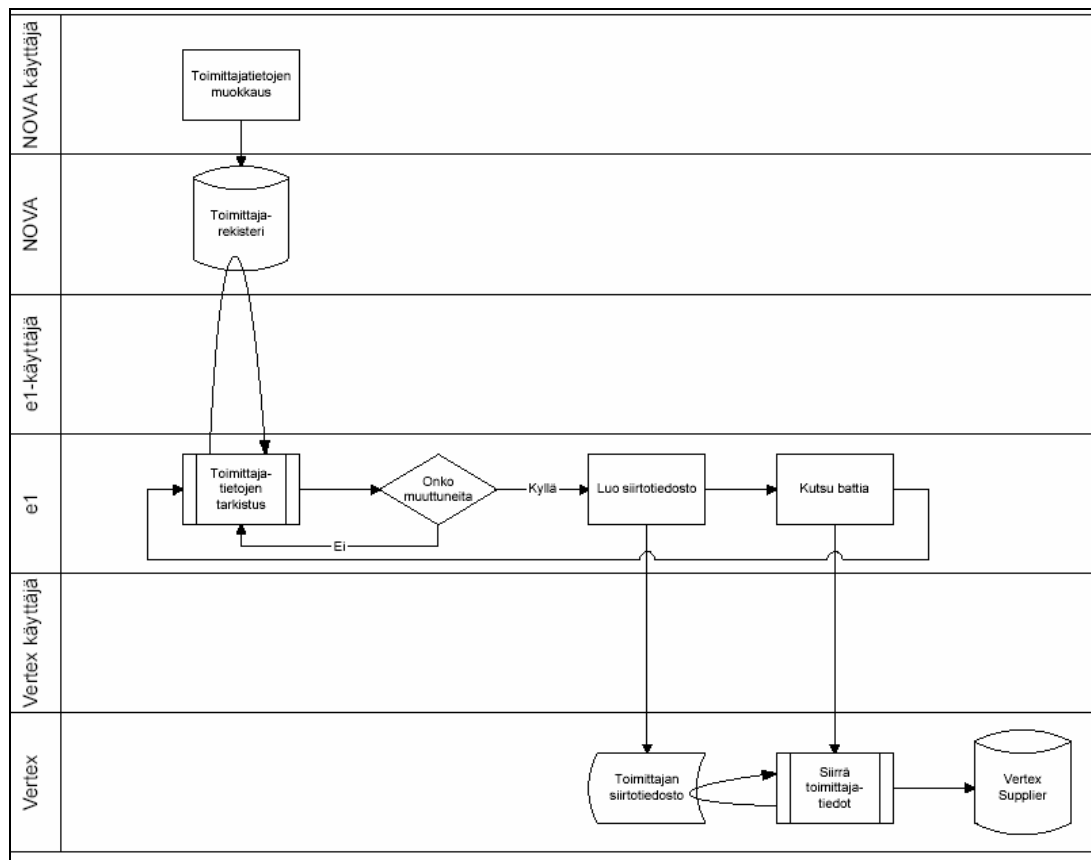 NOVA käyttäjä
Toimittajatietojen
muokkaus
NOVA
Toimittaja-
rekisteri
e1-käyttäjä
e1
Toimittaja-
tietojen
tarkistus
Onko
muuttuneita
Kyllä
Luo siirtotiedosto
Kutsu battia
Ei
Vertex käyttäjä
Vertex
Toimittajan
siirtotiedosto
Siirrä
toimittaja-
tiedot
Vertex
Supplier